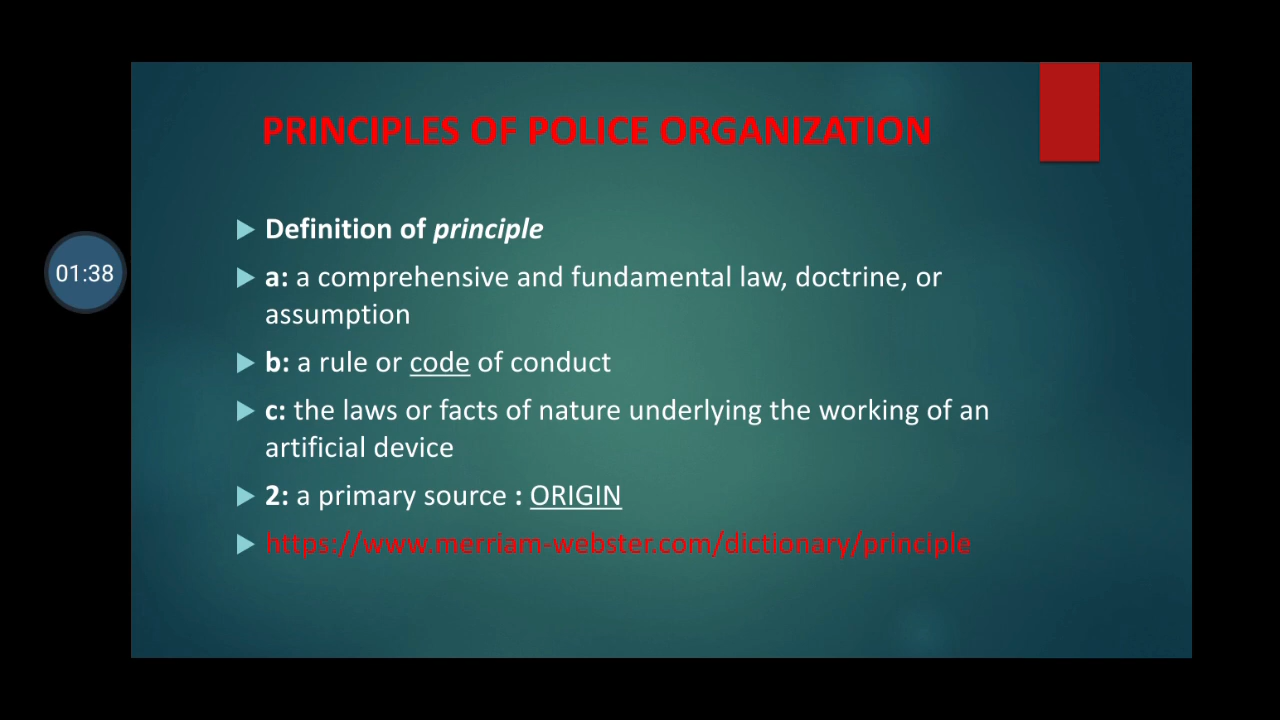 PRINCIPLES OF POLICE ORGANIZATION
Definition of principle
a: a comprehensive and fundamental law, doctrine, or
assumption
01:38
b: a rule or code of conduct
c: the laws or facts of nature underlying the working of an
artificial device
2: a primary source : ORIGIN
https://www.merriam-webster.com/dictionary/principle